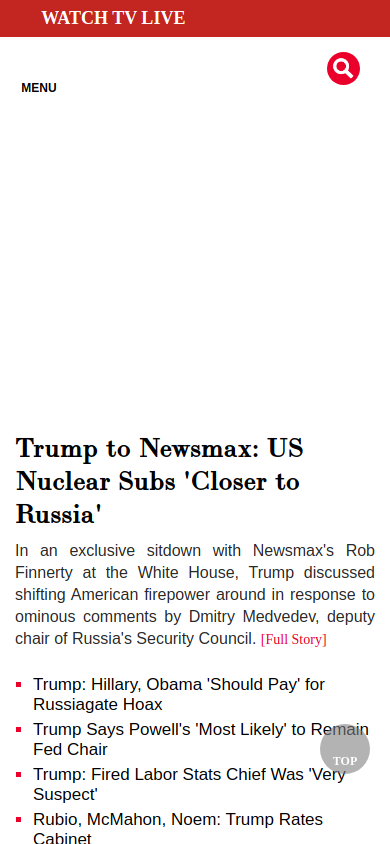 WATCH TV LIVE
MENU
Trump to Newsmax: US
Nuclear Subs 'Closer to
Russia'
In an exclusive sitdown with Newsmax's Rob
Finnerty at the White House, Trump discussed
shifting American firepower around in response to
ominous comments by Dmitry Medvedev, deputy
chair of Russia's Security Council. [Full Story]
Trump: Hillary, Obama 'Should Pay' for
Russiagate Hoax
Trump Says Powell's 'Most Likely' to Remain
Fed Chair
Trump: Fired Labor Stats Chief Was 'Very
Suspect'
TOP
Rubio, McMahon, Noem: Trump Rates
Cabinet